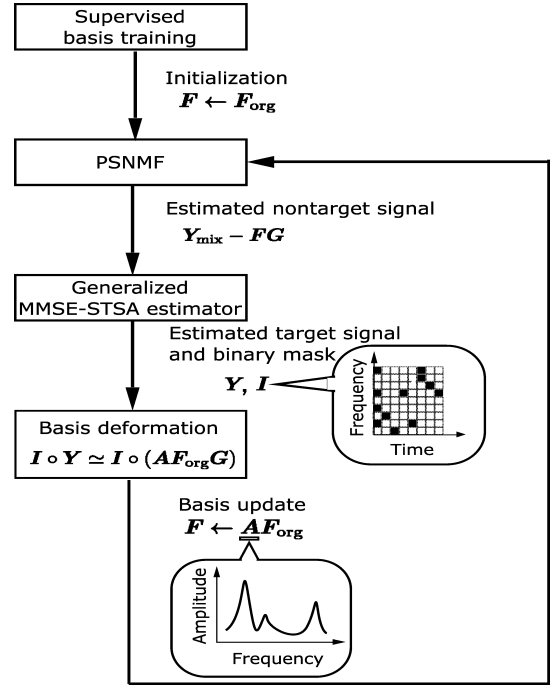 Supervised
basis training
Initialization
F ← F_org
PSNMF
Estimated nontarget signal
Y_mix − FG
Generalized
MMSE-STSA estimator
Estimated target signal
and binary mask
Y, I
Frequency
Time
Basis deformation
I ∘ Y ≃ I ∘ (AF_orgG)
Basis update
F ← AF_org
Amplitude
Frequency